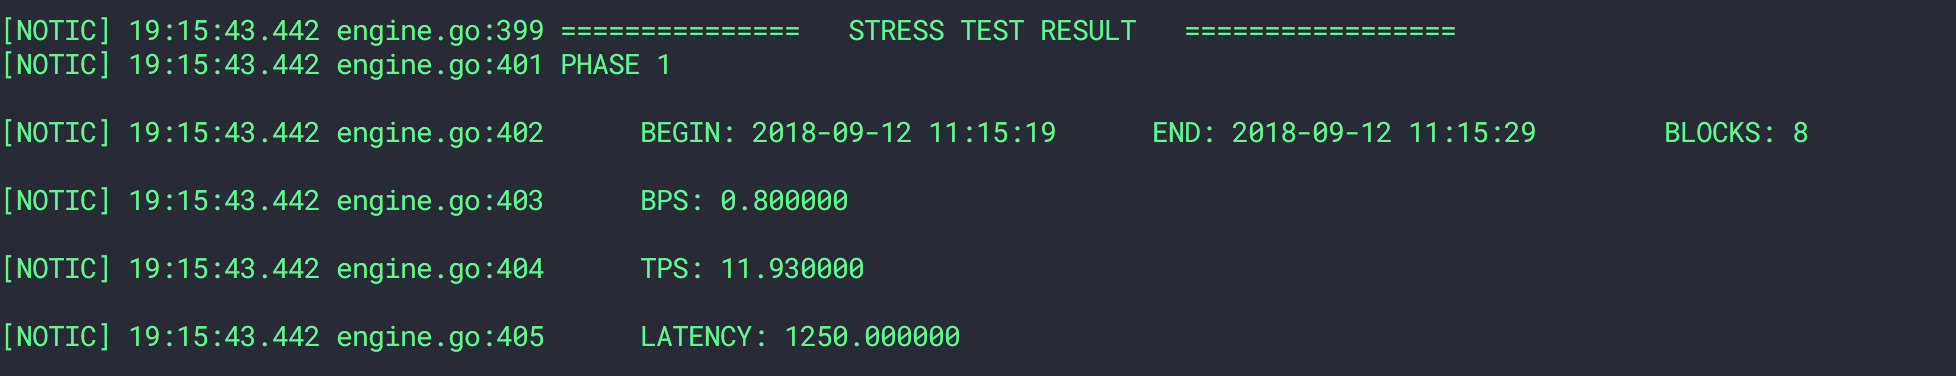 [NOTIC] 19:15:43.442 engine.go:399 ===============   STRESS TEST RESULT   =================
[NOTIC] 19:15:43.442 engine.go:401 PHASE 1
[NOTIC] 19:15:43.442 engine.go:402      BEGIN: 2018-09-12 11:15:19      END: 2018-09-12 11:15:29        BLOCKS: 8
[NOTIC] 19:15:43.442 engine.go:403      BPS: 0.800000
[NOTIC] 19:15:43.442 engine.go:404      TPS: 11.930000
[NOTIC] 19:15:43.442 engine.go:405      LATENCY: 1250.000000